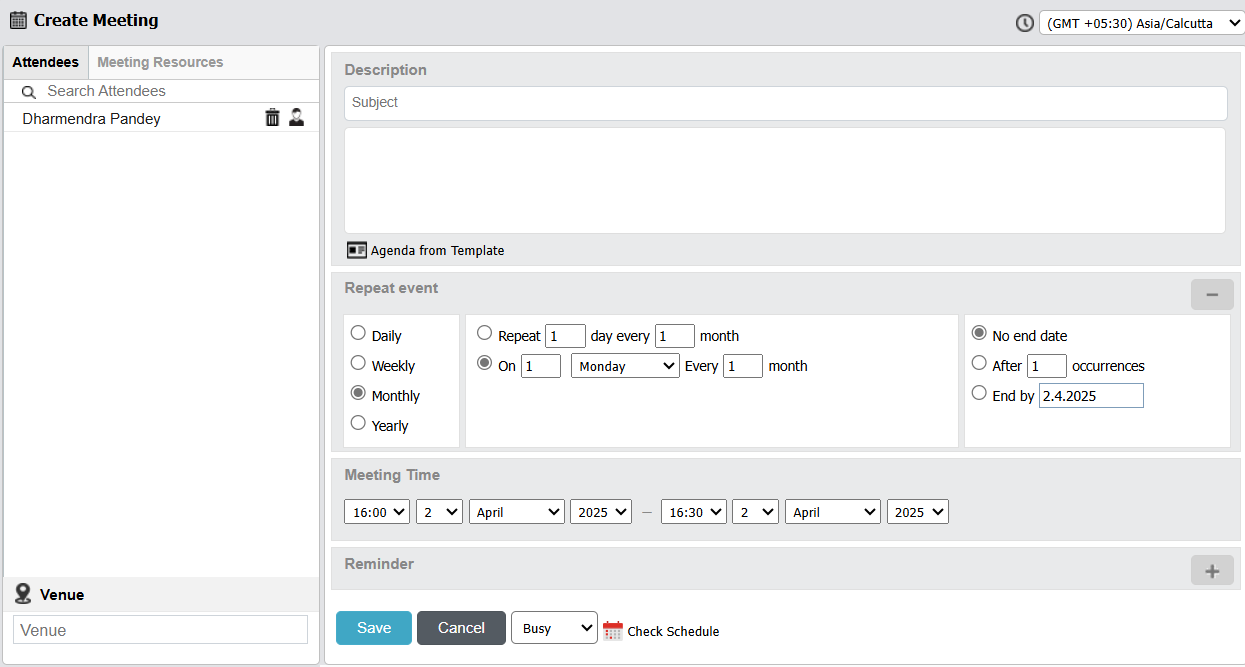 Create Meeting
(GMT +05:30) Asia/Calcutta
Attendees
Meeting Resources
Search Attendees
Dharmendra Pandey
Venue
Venue
Description
Subject
Agenda from Template
Repeat event
Daily
Weekly
Monthly
Yearly
Repeat 1 day every 1 month
On 1 Monday Every 1 month
No end date
After 1 occurrences
End by 2.4.2025
Meeting Time
16:00 2 April 2025 – 16:30 2 April 2025
Reminder
Save Cancel Busy Check Schedule